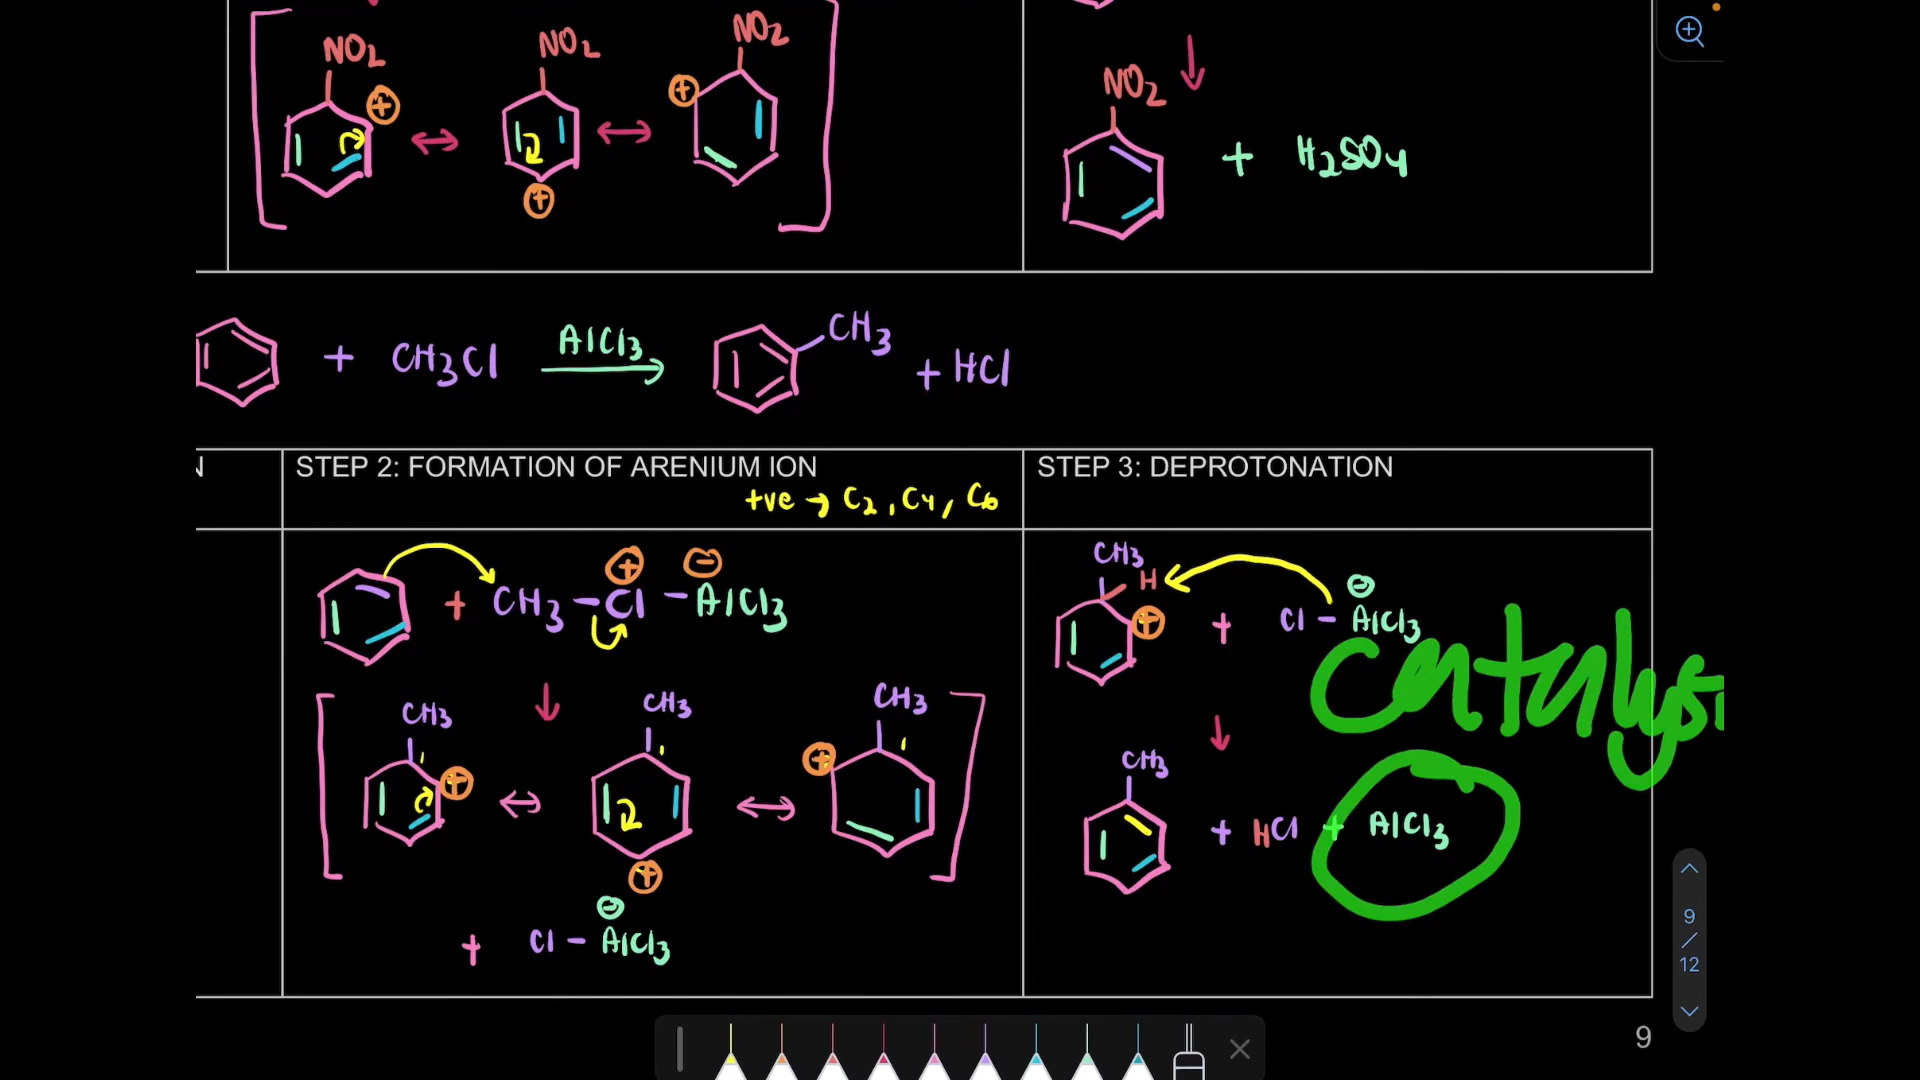 NO2 NO2 NO2
⊕ ↔ ↔ ⊕
⊕
NO2
+ H2SO4
+ CH3Cl AlCl3 → CH3 + HCl
N
STEP 2: FORMATION OF ARENIUM ION
+ve → C2, C4, C6
⊕ ⊖
+ CH3 – Cl – AlCl3
CH3 CH3 CH3
⊕ ↔ ↔ ⊕
⊕
⊖
+ Cl – AlCl3
STEP 3: DEPROTONATION
CH3
H ⊖
⊕ + Cl – AlCl3
Catalyst
CH3
+ HCl + AlCl3
9
/
12
9